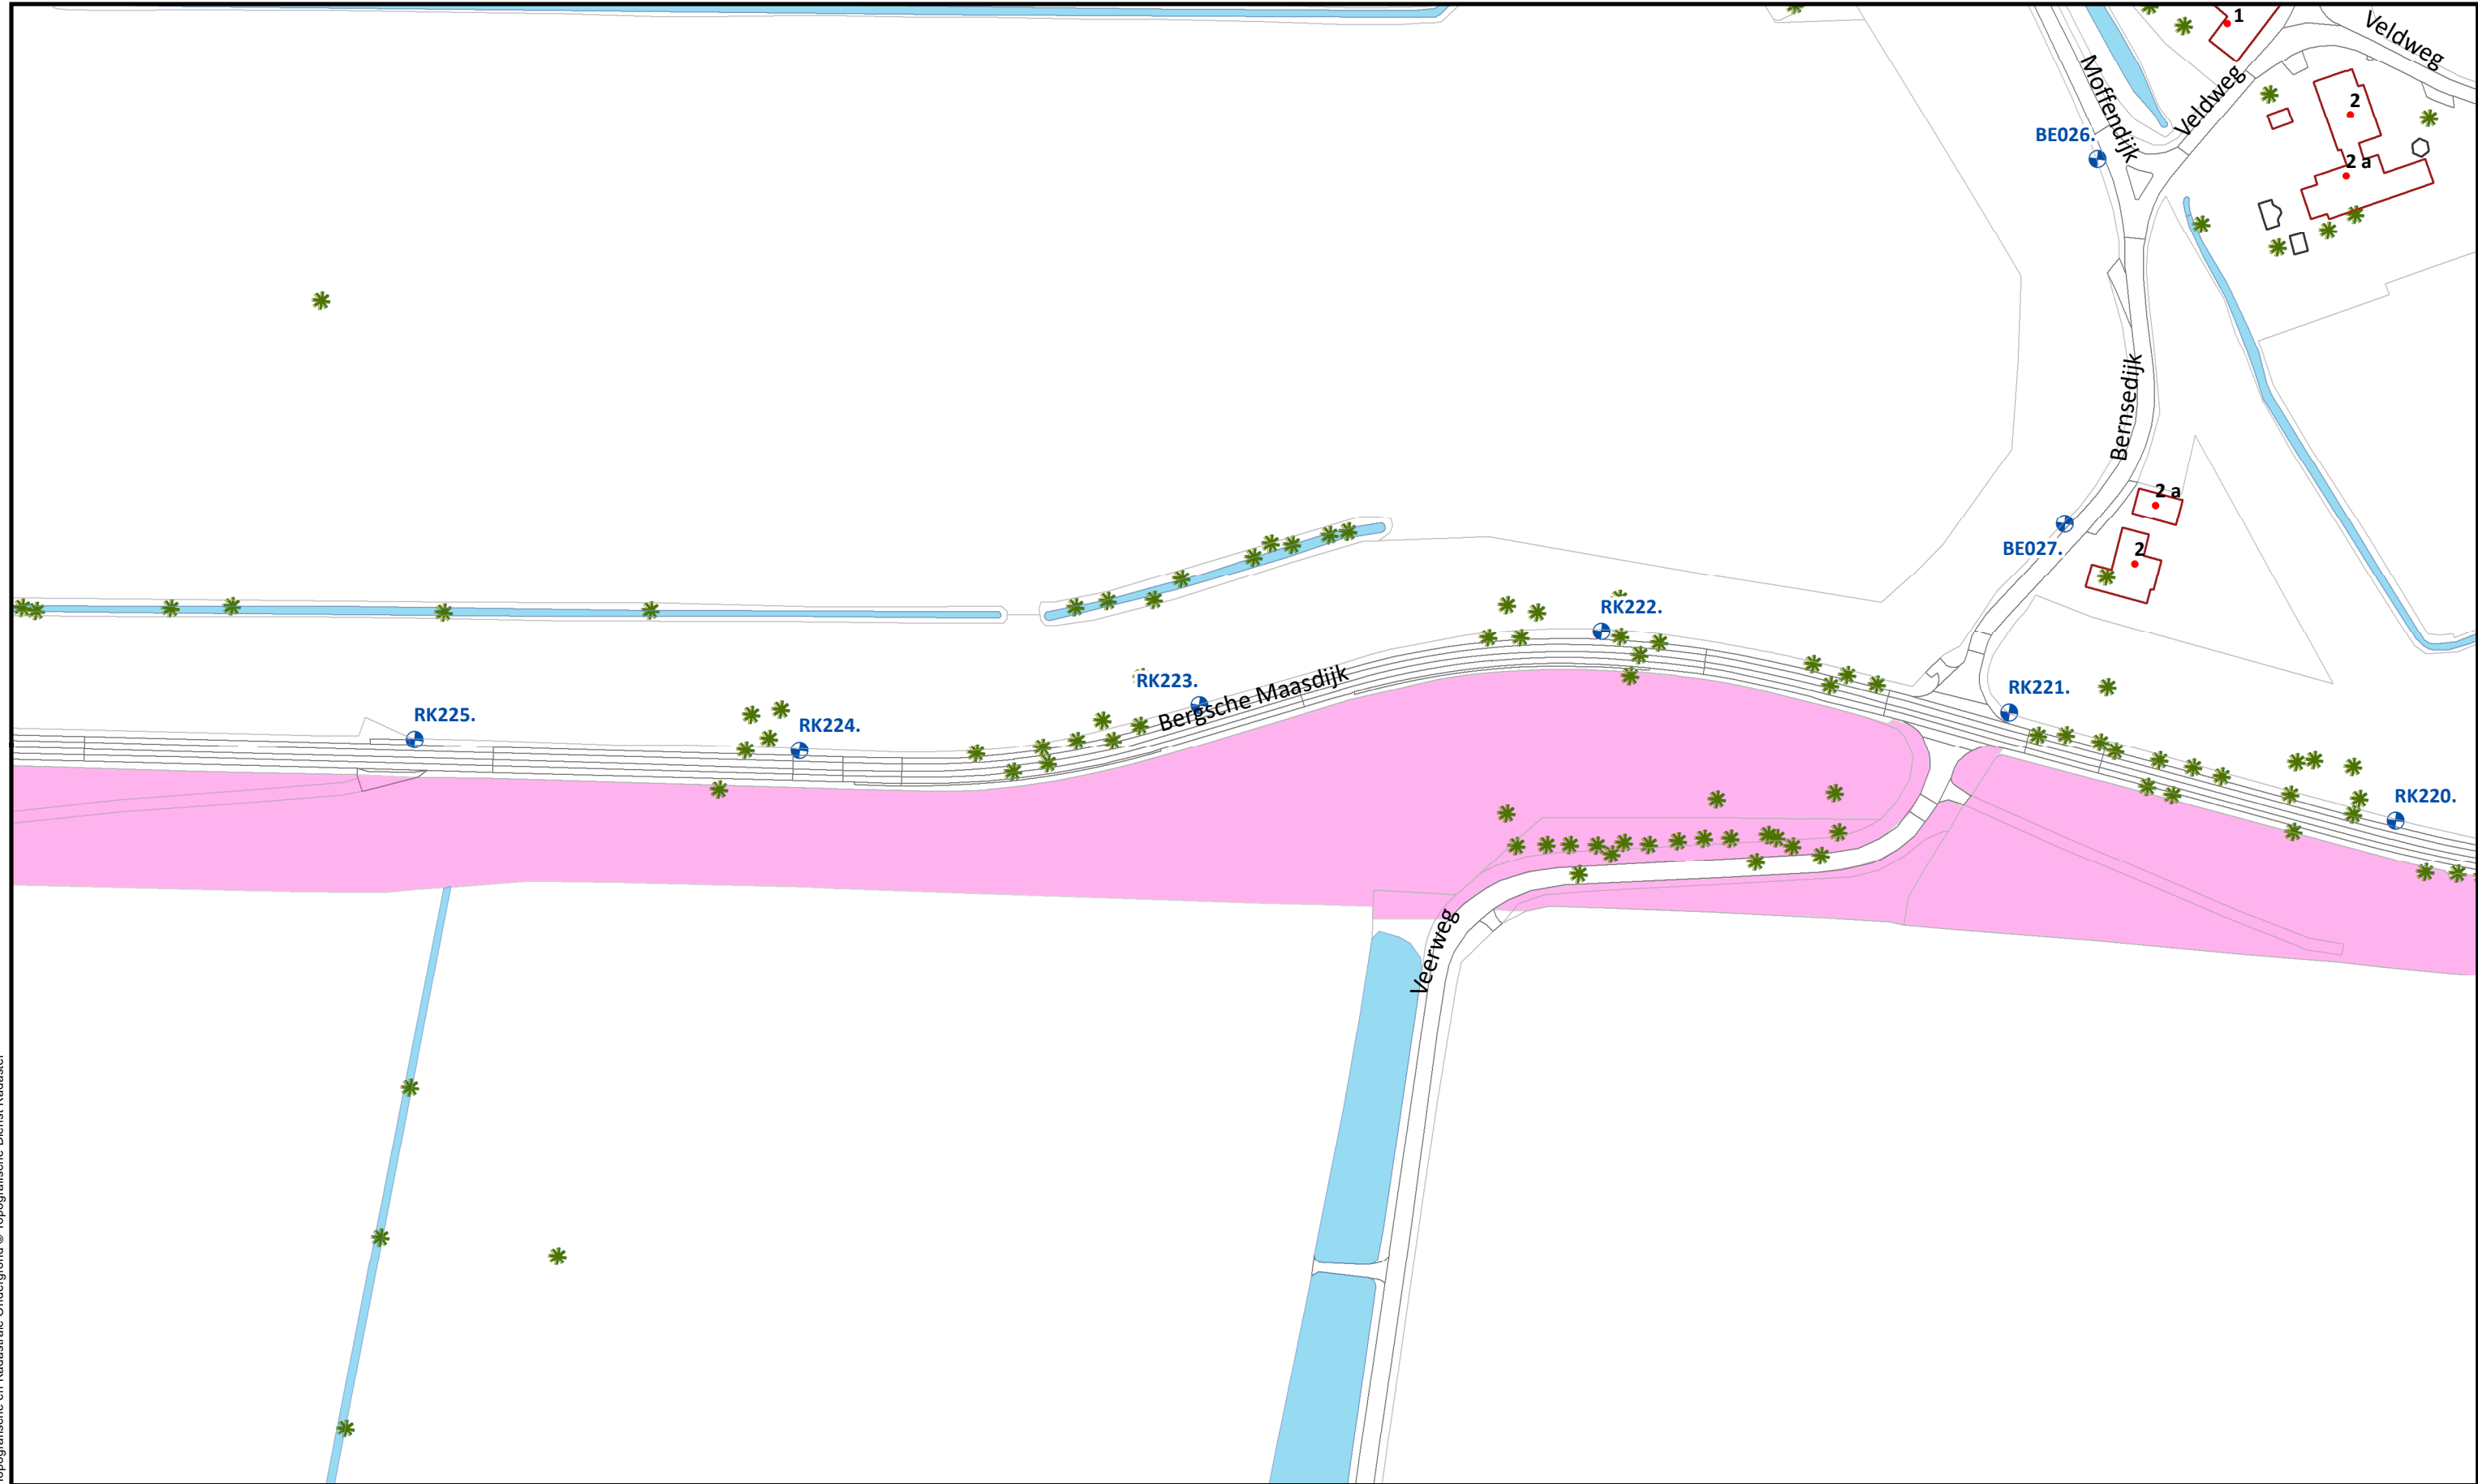 1
Veldweg
Moffendijk
Veldweg
2
BE026.
2 a
Bernsedijk
2 a
BE027.
2
RK222.
RK223.
Bergsche Maasdijk
RK221.
RK225.
RK224.
RK220.
Veerweg